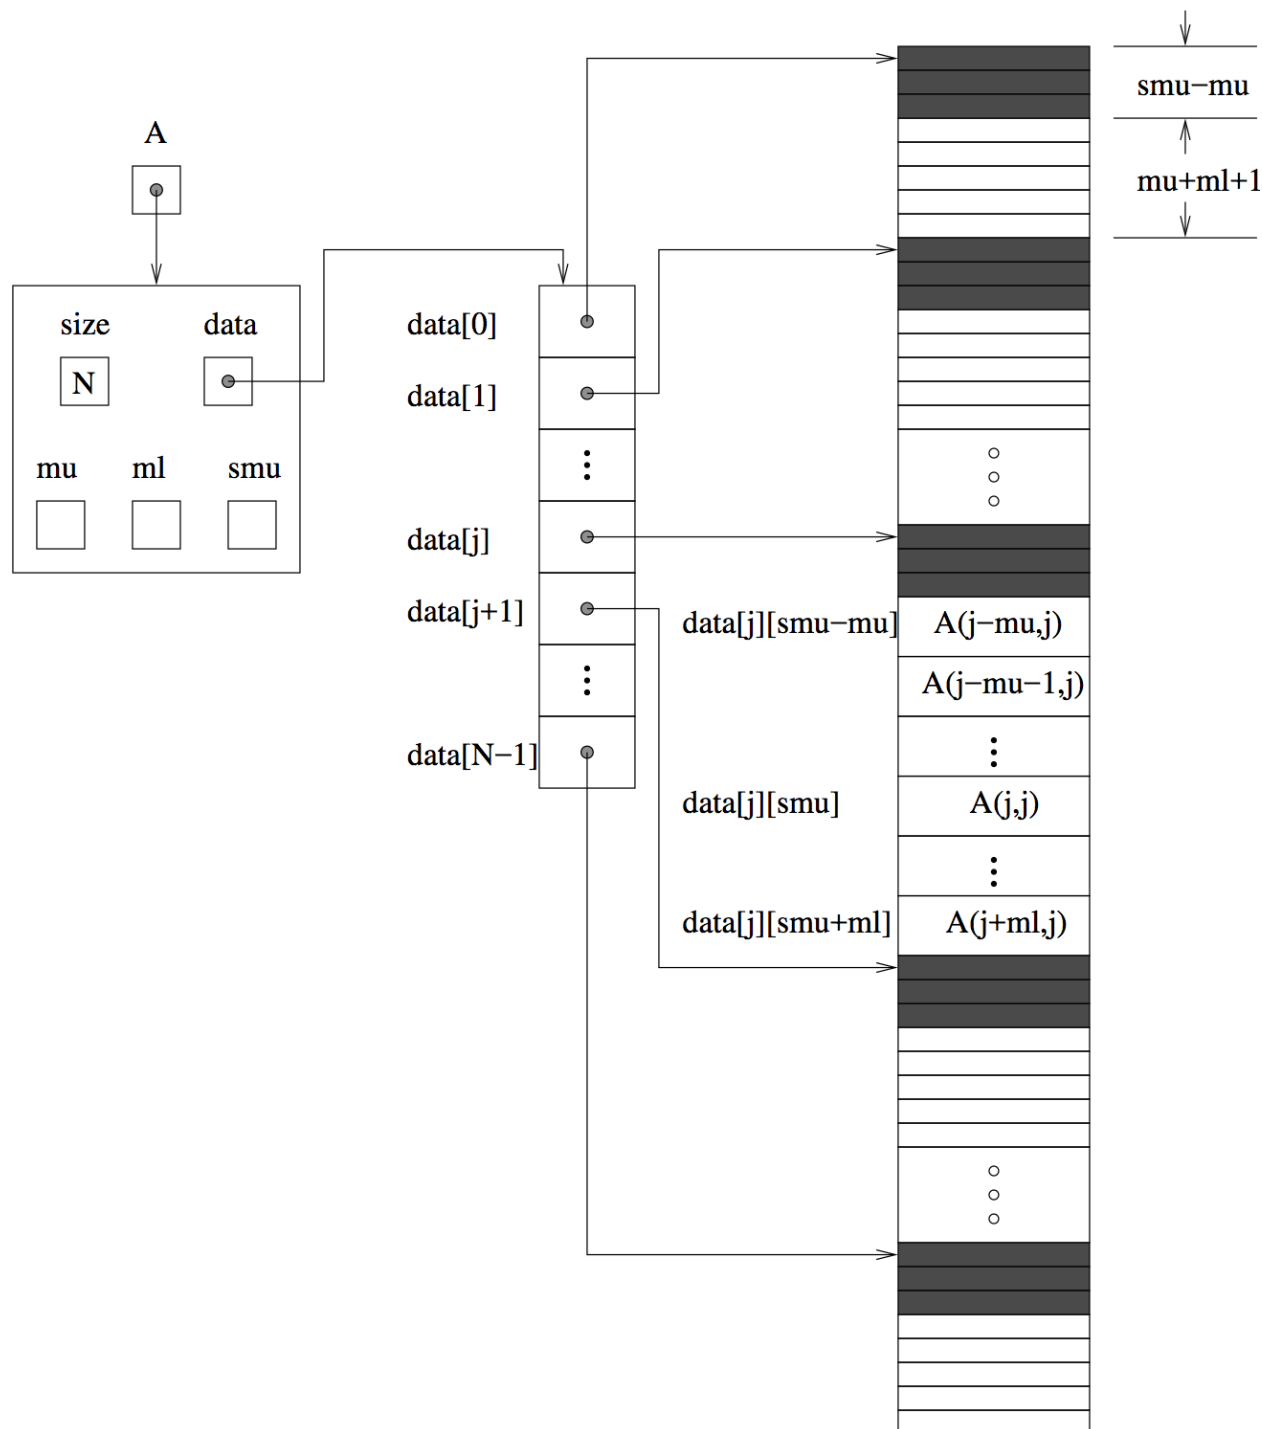 A
size data
N
mu ml smu
data[0]
data[1]
data[j]
data[j+1]
data[N−1]
smu−mu
mu+ml+1
data[j][smu−mu] A(j−mu,j)
A(j−mu−1,j)
data[j][smu] A(j,j)
data[j][smu+ml] A(j+ml,j)